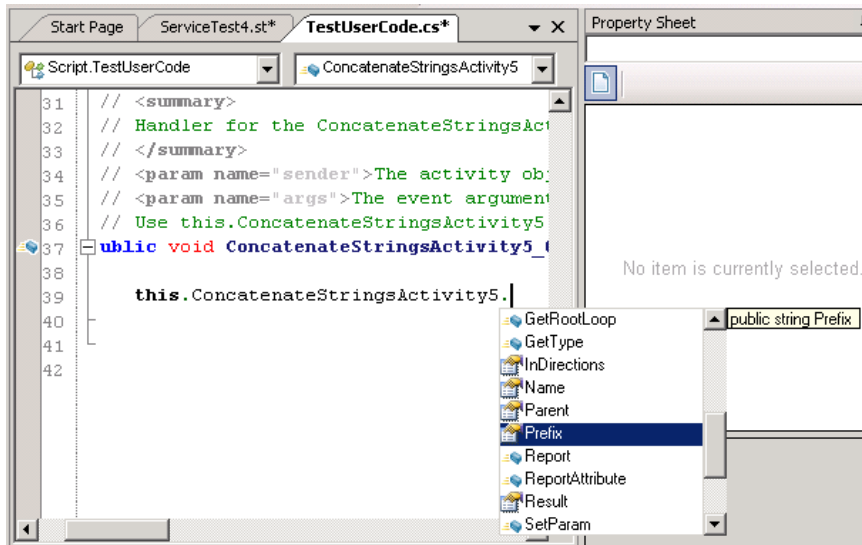 Start Page ServiceTest4.st* TestUserCode.cs* Property Sheet
Script.TestUserCode ConcatenateStringsActivity5
31 // <summary>
32 // Handler for the ConcatenateStringsAct
33 // </summary>
34 // <param name="sender">The activity obj
35 // <param name="args">The event argument
36 // Use this.ConcatenateStringsActivity5
37 ublic void ConcatenateStringsActivity5_
38
39 this.ConcatenateStringsActivity5.
40
41
42
No item is currently selected.
GetRootLoop
GetType
InDirections
Name
Parent
Prefix
Report
ReportAttribute
Result
SetParam
public string Prefix